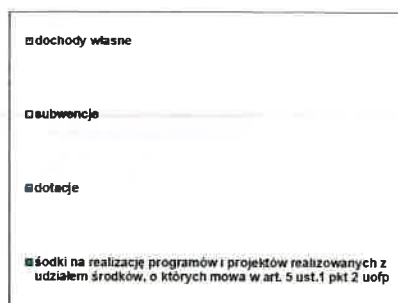 dochody własne
subwencje
dotacje
śodki na realizację programów i projektów realizowanych z
udziałem środków, o których mowa w art. 5 ust.1 pkt 2 uofp